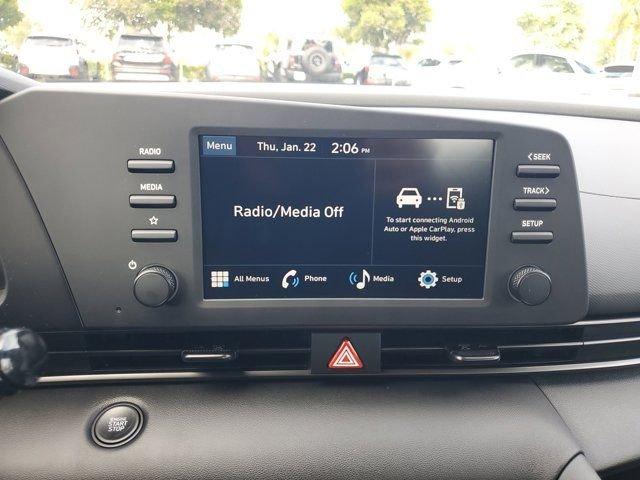 Menu Thu, Jan. 22 2:06 PM
RADIO
MEDIA
Radio/Media Off
To start connecting Android
Auto or Apple CarPlay, press
this widget.
All Menus Phone Media Setup
< SEEK
TRACK >
SETUP
ENGINE
START
STOP